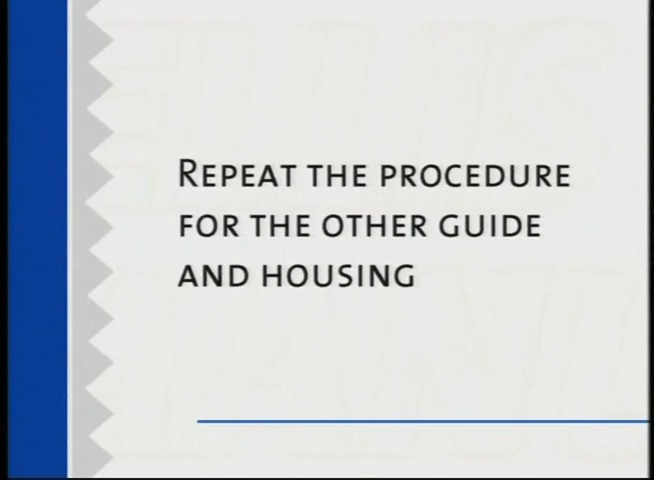 REPEAT THE PROCEDURE
FOR THE OTHER GUIDE
AND HOUSING